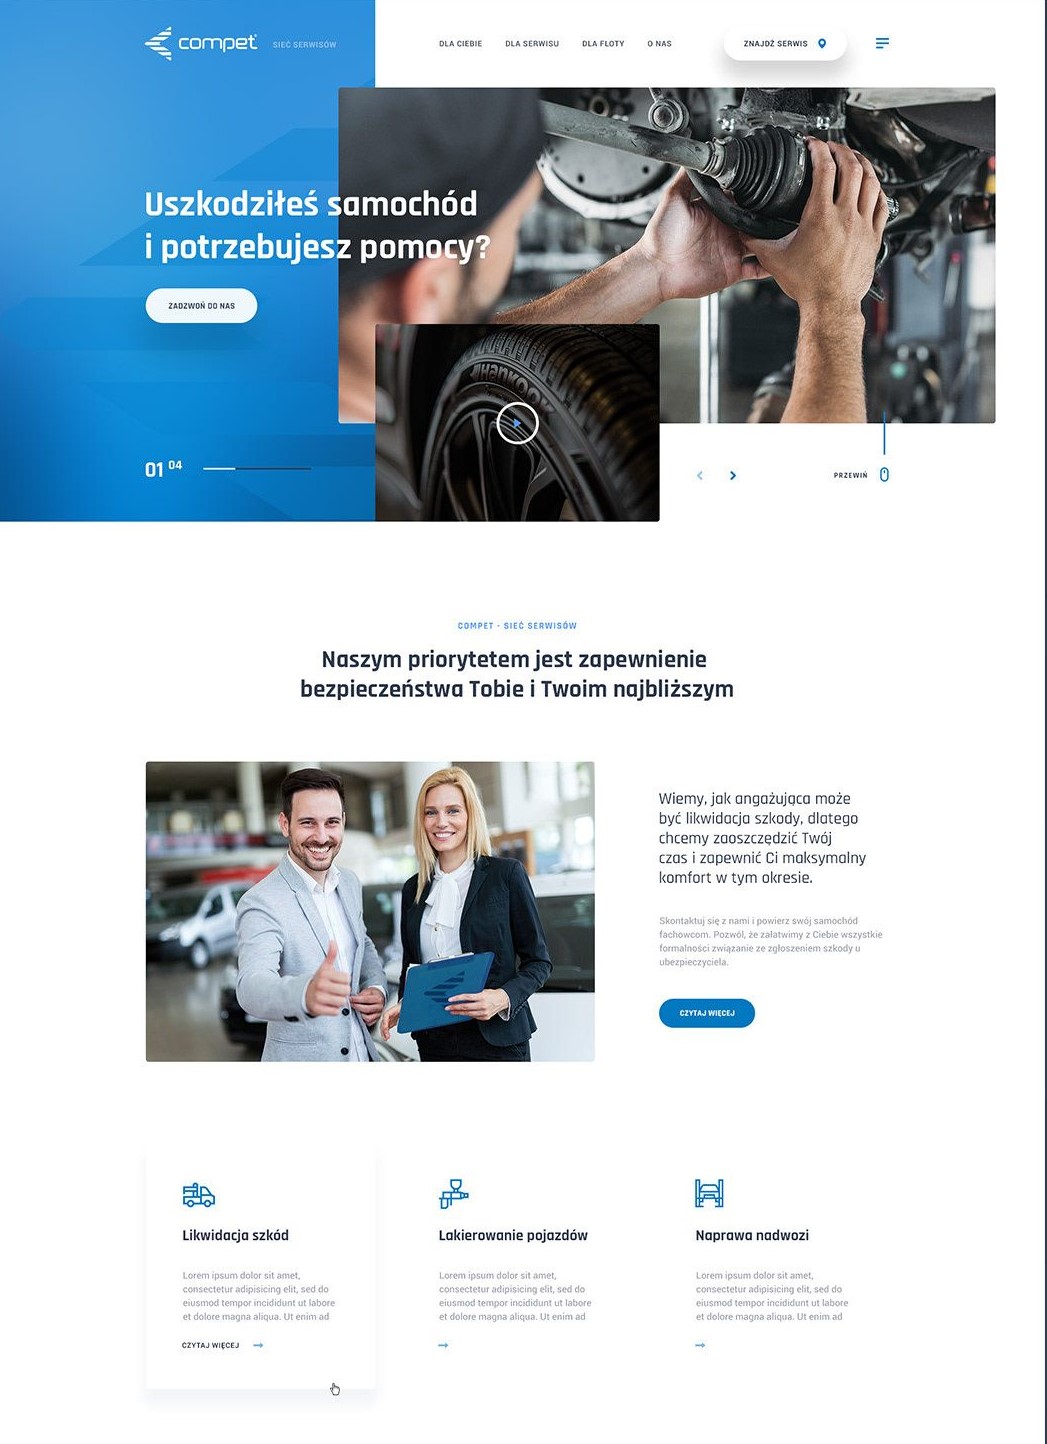 compet
SIEĆ SERWISÓW
DLA CIEBIE
DLA SERWISU
DLA FLOTY
O NAS
ZNAJDŹ SERWIS
Uszkodziłeś samochód
i potrzebujesz pomocy?
ZADZWOŃ DO NAS
HANKOOK
01 04
PRZEWIŃ
COMPET - SIEĆ SERWISÓW
Naszym priorytetem jest zapewnienie
bezpieczeństwa Tobie i Twoim najbliższym
Wiemy, jak angażująca może
być likwidacja szkody, dlatego
chcemy zaoszczędzić Twój
czas i zapewnić Ci maksymalny
komfort w tym okresie.
Skontaktuj się z nami i powierz swój samochód
fachowcom. Pozwól, że załatwimy z Ciebie wszystkie
formalności związanie ze zgłoszeniem szkody u
ubezpieczyciela.
CZYTAJ WIĘCEJ
Likwidacja szkód
Lorem ipsum dolor sit amet,
consectetur adipisicing elit, sed do
eiusmod tempor incididunt ut labore
et dolore magna aliqua. Ut enim ad
CZYTAJ WIĘCEJ
Lakierowanie pojazdów
Lorem ipsum dolor sit amet,
consectetur adipisicing elit, sed do
eiusmod tempor incididunt ut labore
et dolore magna aliqua. Ut enim ad
Naprawa nadwozi
Lorem ipsum dolor sit amet,
consectetur adipisicing elit, sed do
eiusmod tempor incididunt ut labore
et dolore magna aliqua. Ut enim ad